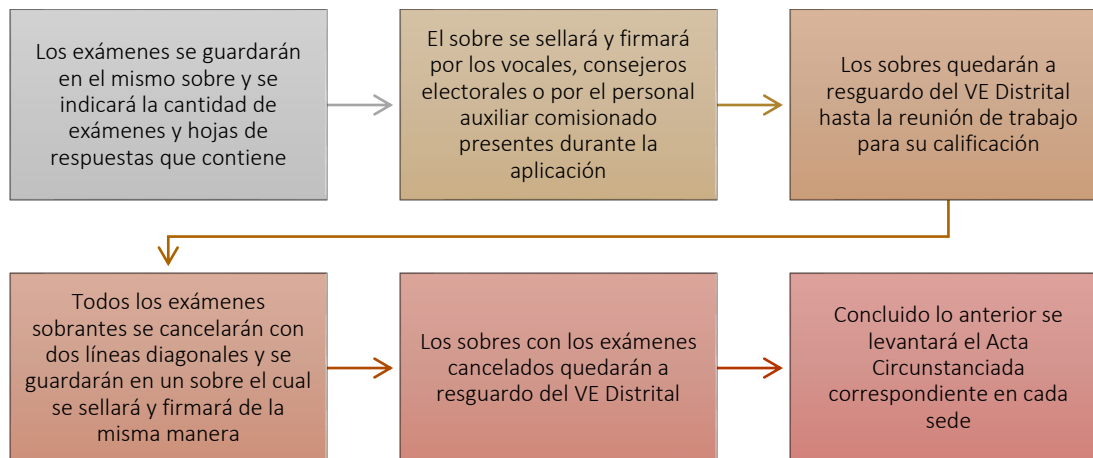 Los exámenes se guardarán
en el mismo sobre y se
indicará la cantidad de
exámenes y hojas de
respuestas que contiene
El sobre se sellará y firmará
por los vocales, consejeros
electorales o por el personal
auxiliar comisionado
presentes durante la
aplicación
Los sobres quedarán a
resguardo del VE Distrital
hasta la reunión de trabajo
para su calificación
Todos los exámenes
sobrantes se cancelarán con
dos líneas diagonales y se
guardarán en un sobre el cual
se sellará y firmará de la
misma manera
Los sobres con los exámenes
cancelados quedarán a
resguardo del VE Distrital
Concluido lo anterior se
levantará el Acta
Circunstanciada
correspondiente en cada
sede